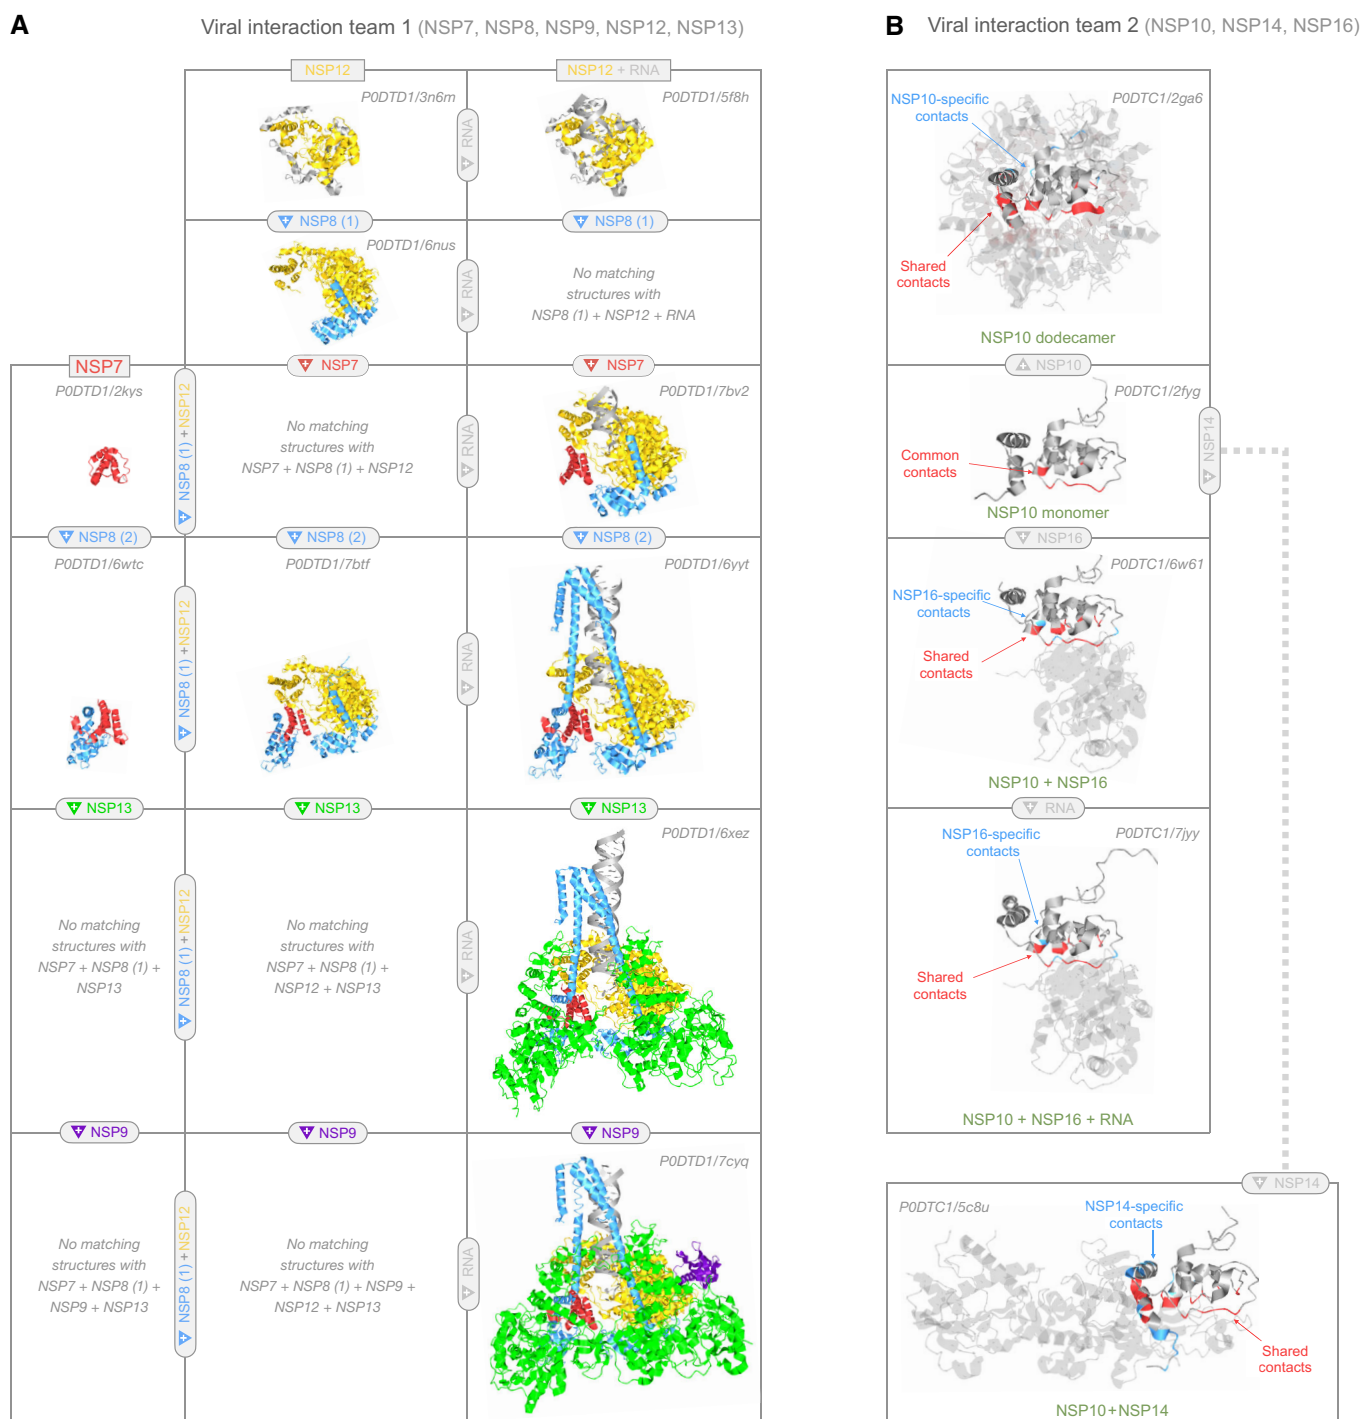 A
Viral interaction team 1 (NSP7, NSP8, NSP9, NSP12, NSP13)
NSP12
NSP12 + RNA
P0DTD1/3n6m
RNA
P0DTD1/5f8h
NSP8 (1)
NSP8 (1)
P0DTD1/6nus
RNA
No matching
structures with
NSP8 (1) + NSP12 + RNA
NSP7
NSP7
NSP7
P0DTD1/2kys
NSP8 (1) + NSP12
No matching
structures with
NSP7 + NSP8 (1) + NSP12
RNA
P0DTD1/7bv2
NSP8 (2)
NSP8 (2)
NSP8 (2)
P0DTD1/6wtc
NSP8 (1) + NSP12
P0DTD1/7btf
RNA
P0DTD1/6yyt
NSP13
NSP13
NSP13
No matching
structures with
NSP7 + NSP8 (1) +
NSP13
NSP8 (1) + NSP12
No matching
structures with
NSP7 + NSP8 (1) +
NSP12 + NSP13
RNA
P0DTD1/6xez
NSP9
NSP9
NSP9
No matching
structures with
NSP7 + NSP8 (1) +
NSP9 + NSP13
NSP8 (1) + NSP12
No matching
structures with
NSP7 + NSP8 (1) + NSP9 +
NSP12 + NSP13
RNA
P0DTD1/7cyq
B
Viral interaction team 2 (NSP10, NSP14, NSP16)
NSP10-specific
contacts
P0DTC1/2ga6
Shared
contacts
NSP10 dodecamer
NSP10
P0DTC1/2fyg
Common
contacts
NSP14
NSP10 monomer
NSP16
P0DTC1/6w61
NSP16-specific
contacts
Shared
contacts
NSP10 + NSP16
RNA
NSP16-specific
contacts
P0DTC1/7jyy
Shared
contacts
NSP10 + NSP16 + RNA
NSP14
P0DTC1/5c8u
NSP14-specific
contacts
Shared
contacts
NSP10+NSP14